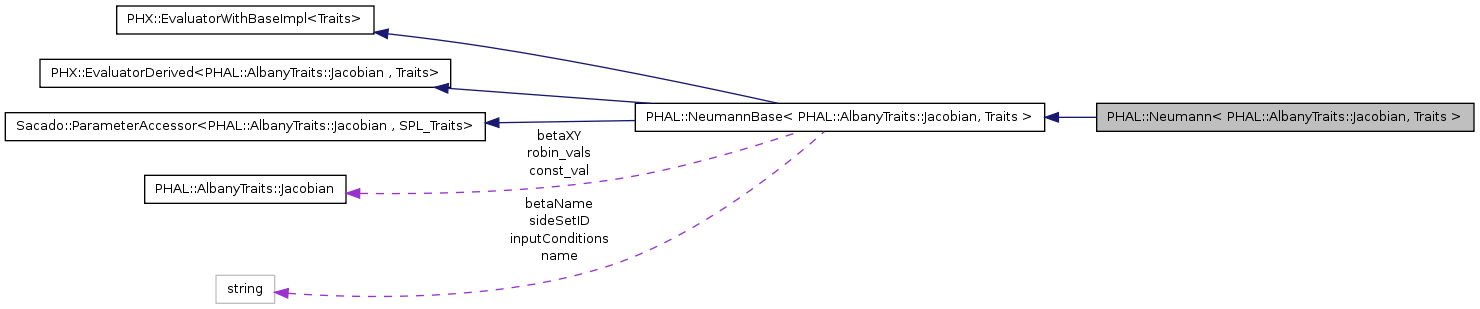 PHX::EvaluatorWithBaseImpl<Traits>
PHX::EvaluatorDerived<PHAL::AlbanyTraits::Jacobian , Traits>
Sacado::ParameterAccessor<PHAL::AlbanyTraits::Jacobian , SPL_Traits>
PHAL::NeumannBase< PHAL::AlbanyTraits::Jacobian, Traits >
PHAL::Neumann< PHAL::AlbanyTraits::Jacobian, Traits >
betaXY
robin_vals
const_val
PHAL::AlbanyTraits::Jacobian
betaName
sideSetID
inputConditions
name
string